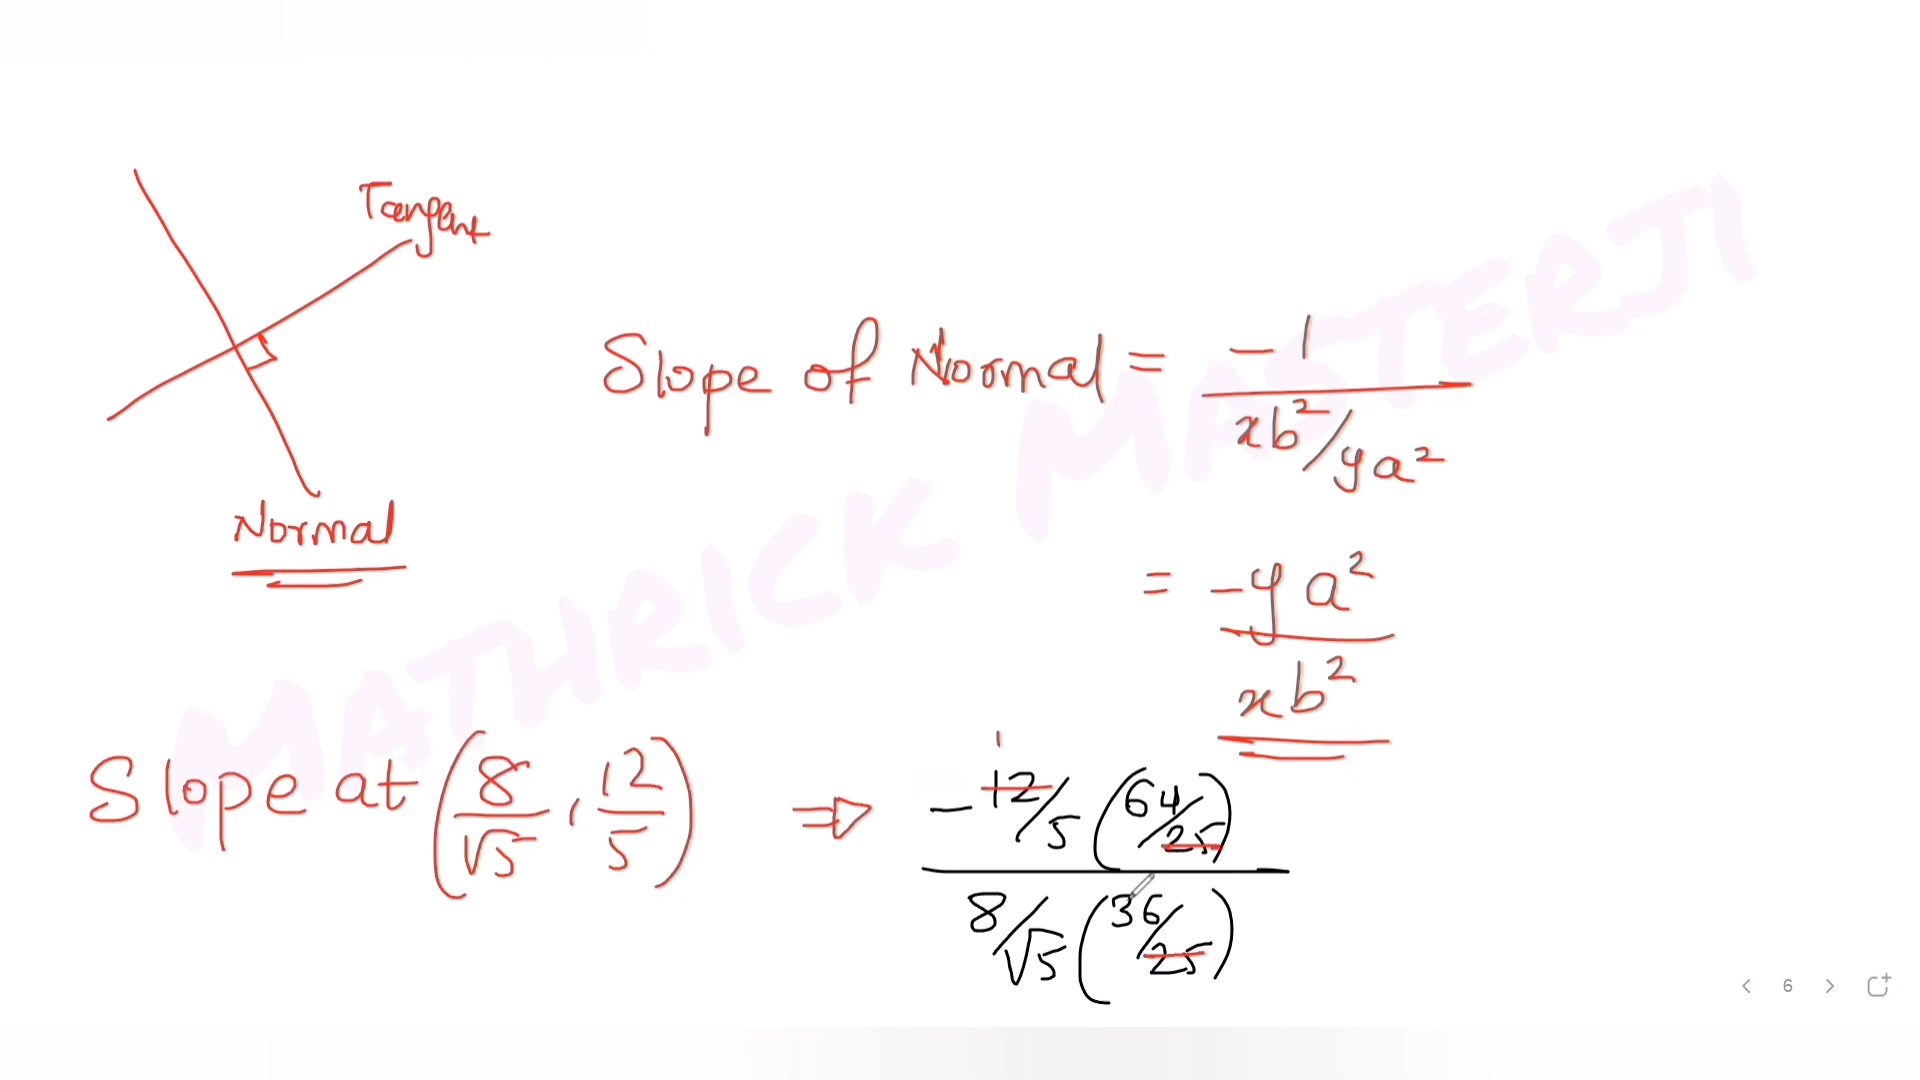 Tangent
Normal
Slope of Normal = -1
xb²/ya²
= -ya²
xb²
Slope at (8/√5, 12/5) ⇒ -12/5 (64/25)
1
8/√5 (36/25)
MATHRICK MASTERJI
< 6 >